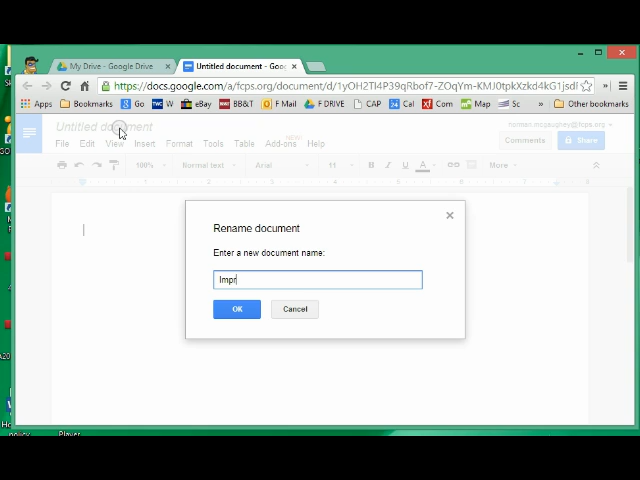 My Drive - Google Drive
Untitled document - Goo
https://docs.google.com/a/fcps.org/document/d/1yOH2Tl4P39qRbof7-ZOqYm-KMJ0tpkXzkd4kG1jsdl
Apps Bookmarks Go W eBay BB&T F Mail F DRIVE CAP Cal Com Map Sc » Other bookmarks
Untitled document
File Edit View Insert Format Tools Table Add-ons Help
NEW!
Comments Share
100% Normal text Arial 11 B I U A More
Rename document
Enter a new document name:
Impr
OK Cancel
Player